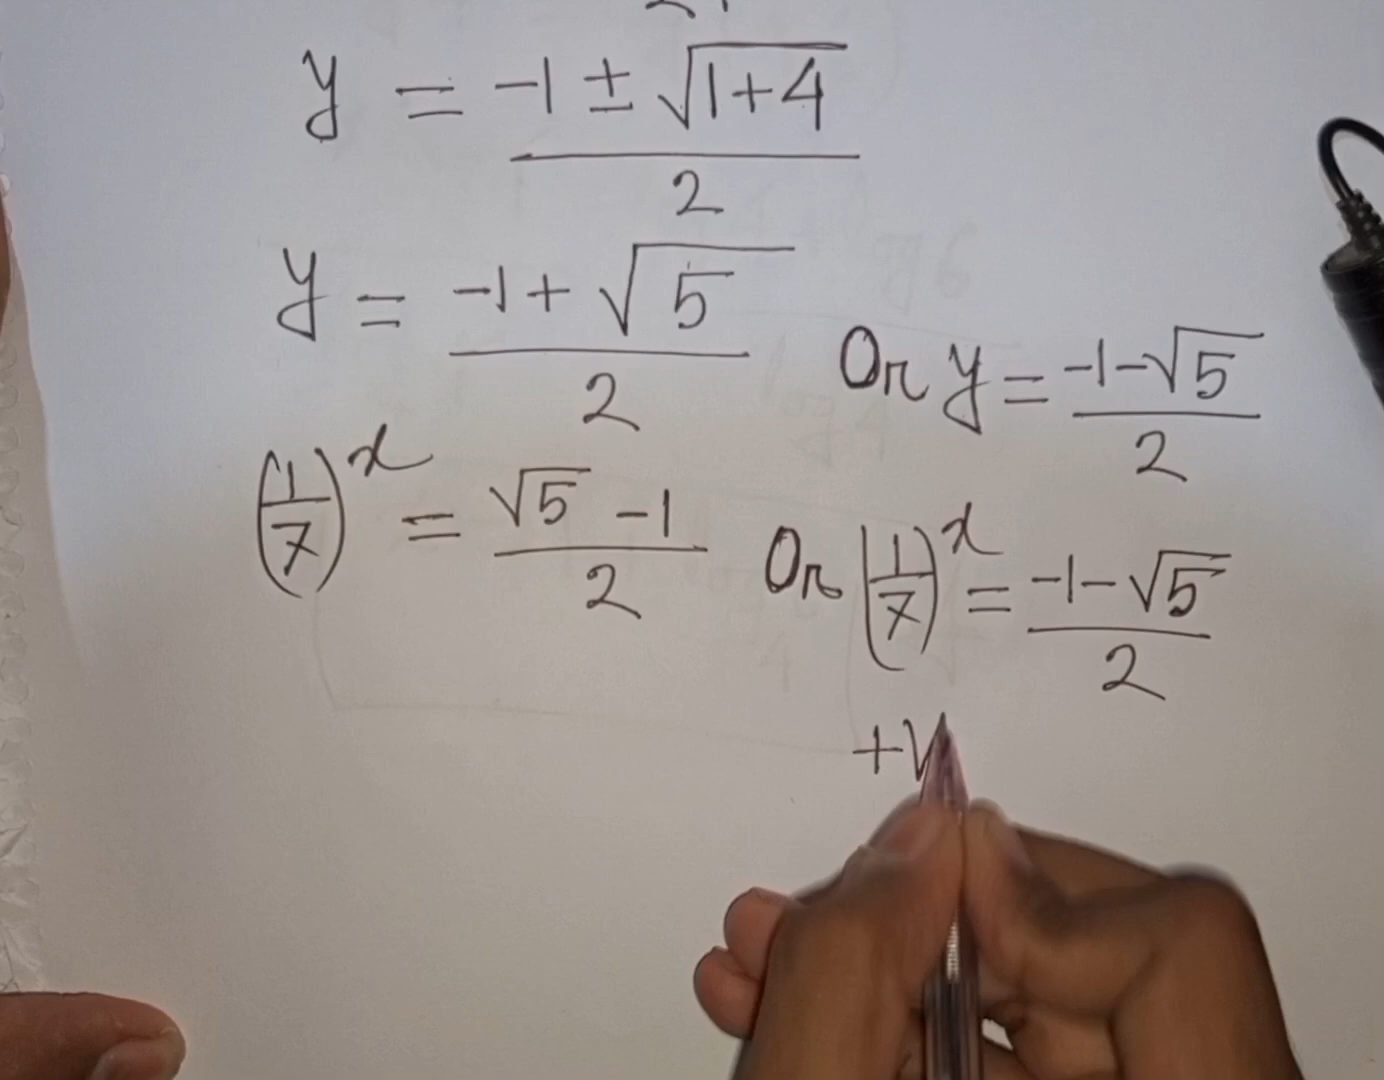 y = (-1 ± √(1+4))/2
y = (-1 + √5)/2 Or y = (-1-√5)/2
(1/7)^x = (√5 - 1)/2 Or (1/7)^x = (-1-√5)/2
+V